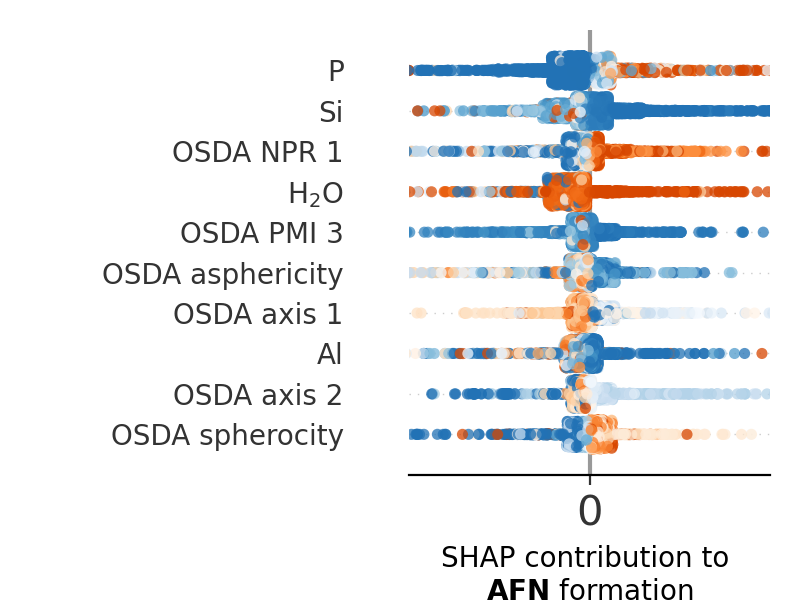 P
Si
OSDA NPR 1
H₂O
OSDA PMI 3
OSDA asphericity
OSDA axis 1
Al
OSDA axis 2
OSDA spherocity
0
SHAP contribution to
AFN formation